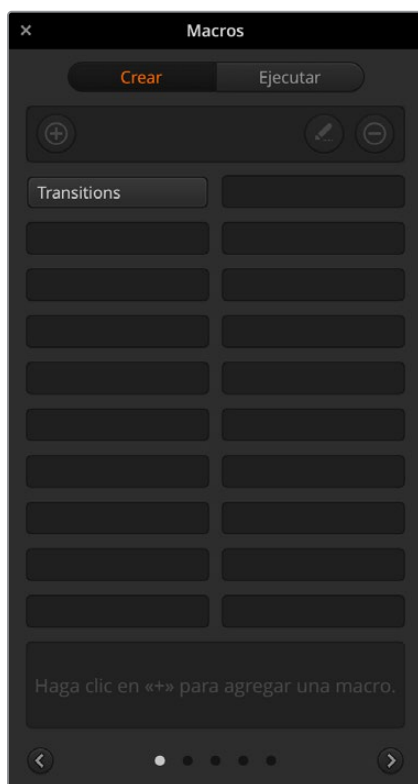 Macros
Crear
Ejecutar
Transitions
Haga clic en «+» para agregar una macro.